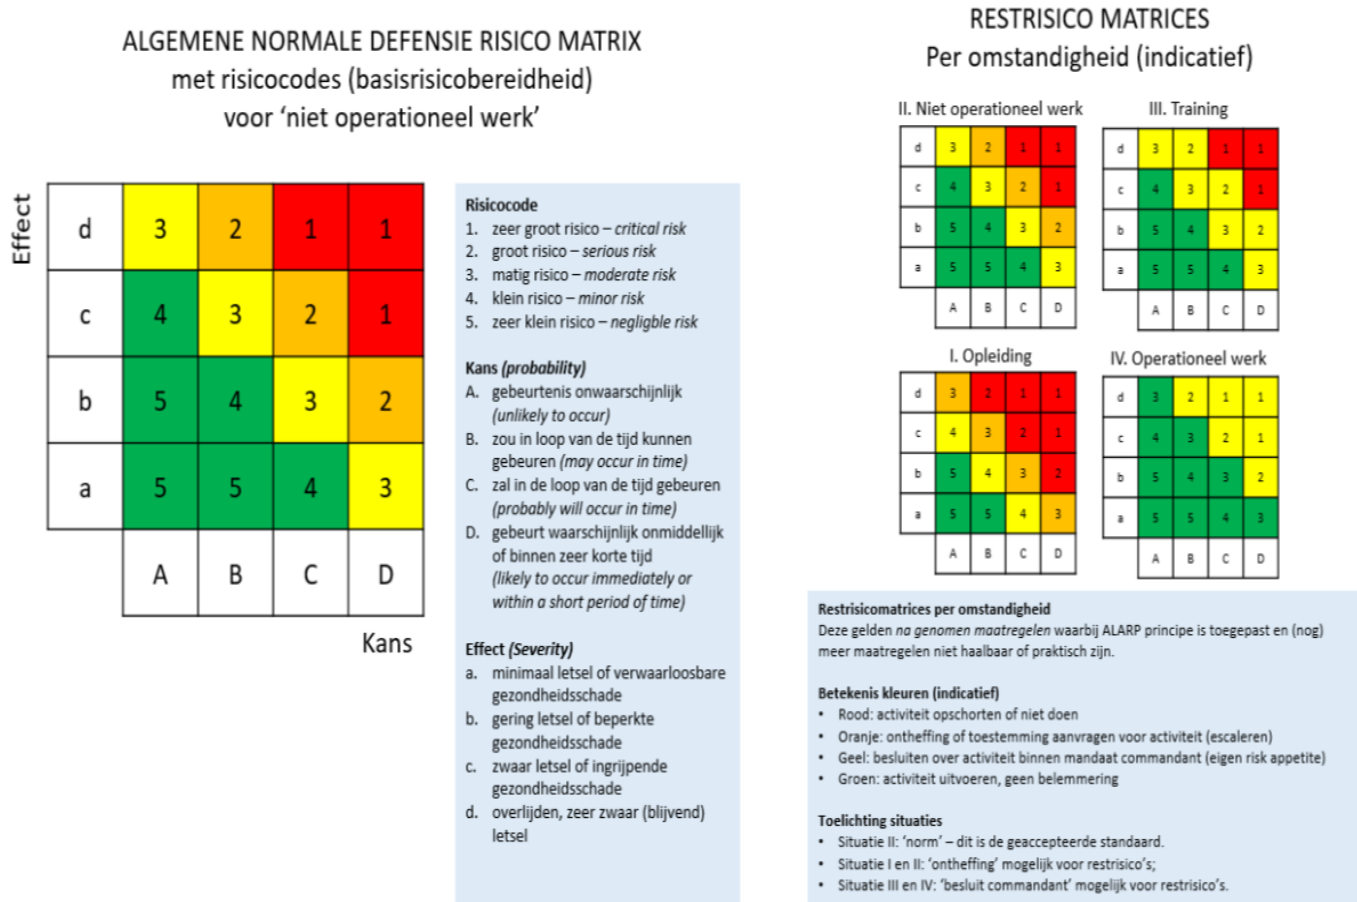 ALGEMENE NORMALE DEFENSIE RISICO MATRIX
met risicocodes (basisrisicobereidheid)
voor ‘niet operationeel werk’
Effect
d 3 2 1 1
c 4 3 2 1
b 5 4 3 2
a 5 5 4 3
A B C D
Kans
Risicocode
1. zeer groot risico – critical risk
2. groot risico – serious risk
3. matig risico – moderate risk
4. klein risico – minor risk
5. zeer klein risico – negligble risk
Kans (probability)
A. gebeurtenis onwaarschijnlijk
(unlikely to occur)
B. zou in loop van de tijd kunnen
gebeuren (may occur in time)
C. zal in de loop van de tijd gebeuren
(probably will occur in time)
D. gebeurt waarschijnlijk onmiddellijk
of binnen zeer korte tijd
(likely to occur immediately or
within a short period of time)
Effect (Severity)
a. minimaal letsel of verwaarloosbare
gezondheidsschade
b. gering letsel of beperkte
gezondheidsschade
c. zwaar letsel of ingrijpende
gezondheidsschade
d. overlijden, zeer zwaar (blijvend)
letsel
RESTRISICO MATRICES
Per omstandigheid (indicatief)
II. Niet operationeel werk
d 3 2 1 1
c 4 3 2 1
b 5 4 3 2
a 5 5 4 3
A B C D
III. Training
d 3 2 1 1
c 4 3 2 1
b 5 4 3 2
a 5 5 4 3
A B C D
I. Opleiding
d 3 2 1 1
c 4 3 2 1
b 5 4 3 2
a 5 5 4 3
A B C D
IV. Operationeel werk
d 3 2 1 1
c 4 3 2 1
b 5 4 3 2
a 5 5 4 3
A B C D
Restrisicomatrices per omstandigheid
Deze gelden na genomen maatregelen waarbij ALARP principe is toegepast en (nog)
meer maatregelen niet haalbaar of praktisch zijn.
Betekenis kleuren (indicatief)
• Rood: activiteit opschorten of niet doen
• Oranje: ontheffing of toestemming aanvragen voor activiteit (escaleren)
• Geel: besluiten over activiteit binnen mandaat commandant (eigen risk appetite)
• Groen: activiteit uitvoeren, geen belemmering
Toelichting situaties
• Situatie II: ‘norm’ – dit is de geaccepteerde standaard.
• Situatie I en II: ‘ontheffing’ mogelijk voor restrisico’s;
• Situatie III en IV: ‘besluit commandant’ mogelijk voor restrisico’s.